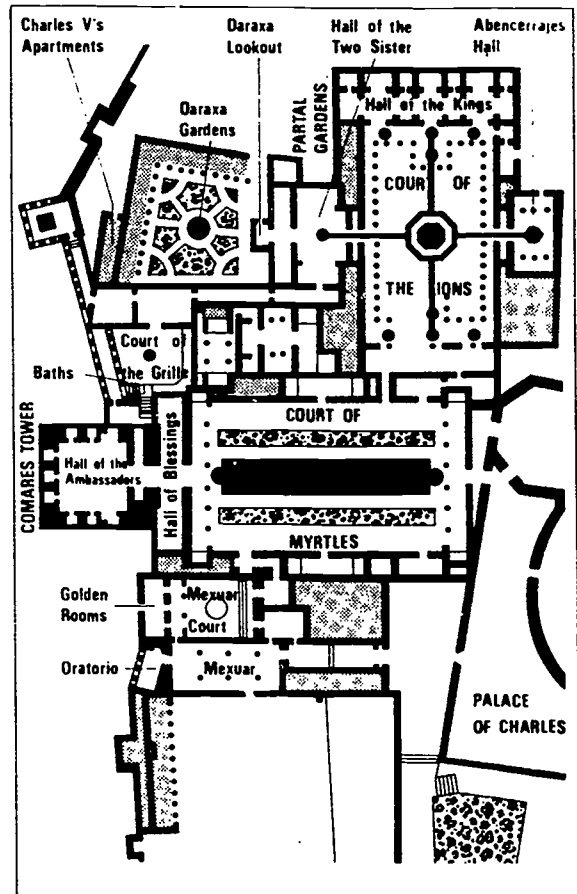 Charles V's
Apartments
Daraxa
Lookout
Hall of the
Two Sister
Abencerrajes
Hall
Daraxa
Gardens
PARTAL
GARDENS
Hall of the Kings
COUR OF
THE IONS
Court of
the Grille
Baths
COMARES TOWER
Hall of the
Ambassadors
Hall of Blessings
COURT OF
MYRTLES
Golden
Rooms
Mexuar
Court
Oratorio
Mexuar
PALACE
OF CHARLES